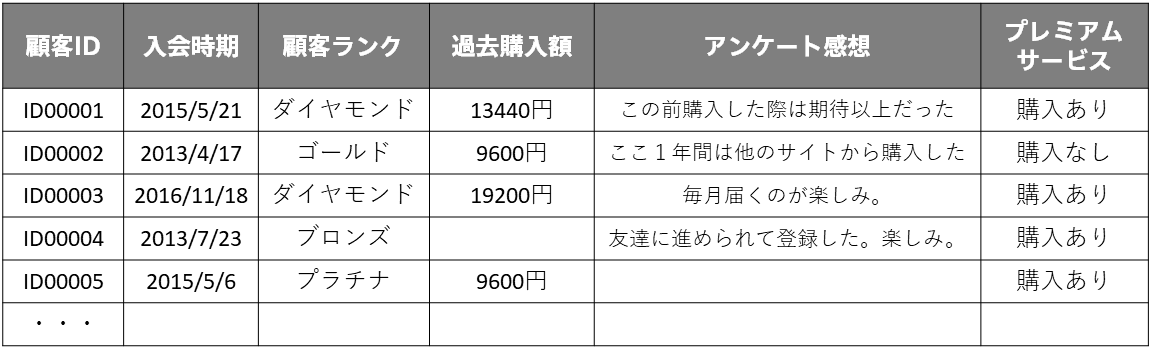 顧客ID 入会時期 顧客ランク 過去購入額 アンケート感想 プレミアム
サービス
ID00001 2015/5/21 ダイヤモンド 13440円 この前購入した際は期待以上だった 購入あり
ID00002 2013/4/17 ゴールド 9600円 ここ１年間は他のサイトから購入した 購入なし
ID00003 2016/11/18 ダイヤモンド 19200円 毎月届くのが楽しみ。 購入あり
ID00004 2013/7/23 ブロンズ 友達に進められて登録した。楽しみ。 購入あり
ID00005 2015/5/6 プラチナ 9600円 購入あり
・・・